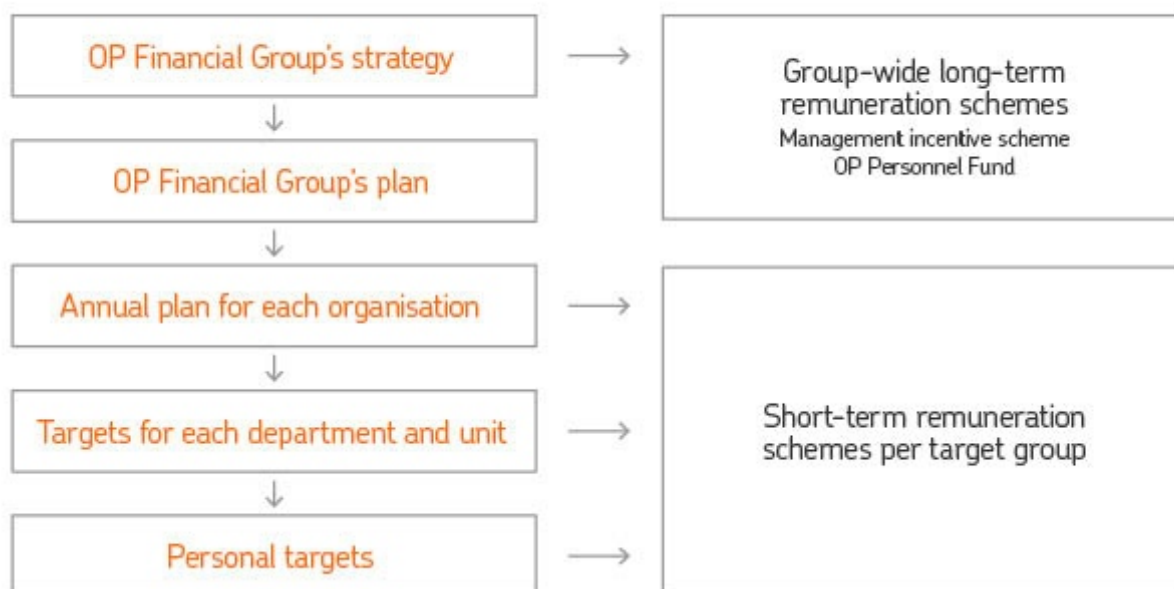 OP Financial Group's strategy
Group-wide long-term
remuneration schemes
Management incentive scheme
OP Personnel Fund
OP Financial Group's plan
Annual plan for each organisation
Targets for each department and unit
Short-term remuneration
schemes per target group
Personal targets